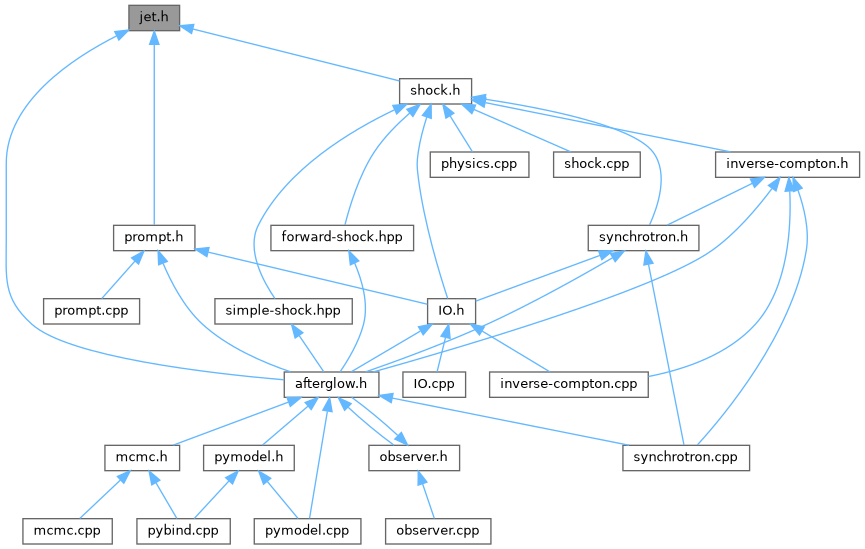 jet.h
shock.h
physics.cpp
shock.cpp
inverse-compton.h
prompt.h
forward-shock.hpp
synchrotron.h
prompt.cpp
simple-shock.hpp
IO.h
afterglow.h
IO.cpp
inverse-compton.cpp
mcmc.h
pymodel.h
observer.h
synchrotron.cpp
mcmc.cpp
pybind.cpp
pymodel.cpp
observer.cpp